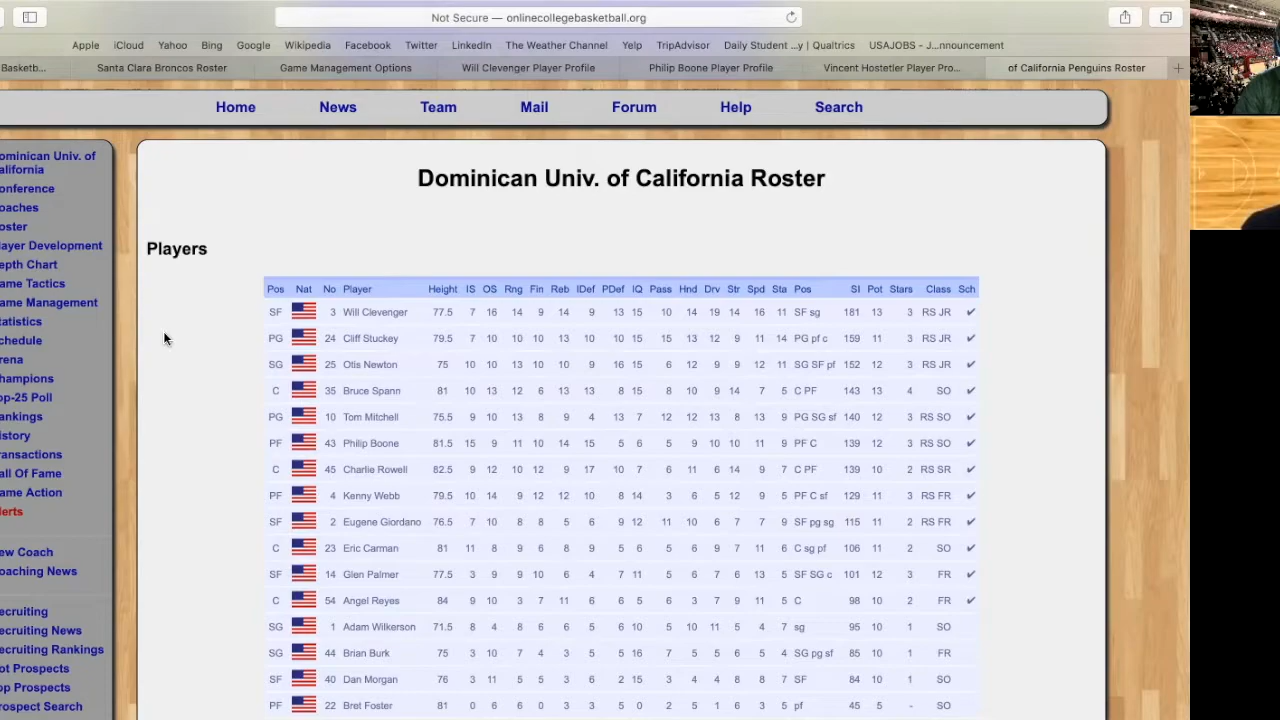 Not Secure — onlinecollegebasketball.org
Apple iCloud Yahoo Bing Google Wikipedia Facebook Twitter LinkedIn The Weather Channel Yelp TripAdvisor Daily Student ...y | Qualtrics USAJOBS - J...nnouncement
Basketb... Santa Clara Broncos Roster Game Management Options Will Clevenger Player Profile Philip Boone Player Profile Vincent Hostetler Player Pro... of California Penguins Roster
Home News Team Mail Forum Help Search
ominican Univ. of
alifornia
onference
oaches
oster
layer Development
epth Chart
ame Tactics
ame Management
tatistics
chedule
rena
hampions
op-25 Poll
ankings
istory
ransactions
all Of Fame
ame Action
lerts
ew Coach
oaching News
ecruiting
ecruiting News
ecruiting Rankings
ot Prospects
op Prospects
rospect Search
Dominican Univ. of California Roster
Players
Pos Nat No Player Height IS OS Rng Fin Reb IDef PDef IQ Pass Hnd Drv Str Spd Sta Pos SI Pot Stars Class Sch
SF 3 Will Clevenger 77.5 7 16 14 9 14 9 13 15 10 14 19 14 16 11 SF sg 181 13 3 RS JR ✔
PG 24 Cliff Stuckey 79.5 7 10 10 10 13 10 10 15 15 13 12 9 11 14 PG pf c 159 11 3 RS JR ✔
SG 25 Otis Newton 75 10 10 13 10 10 9 16 15 6 12 9 9 12 11 SG SF pf 152 12 3 RS JR ✔
C 35 Bruce Spann 81 10 13 12 6 13 13 8 15 8 10 9 14 7 5 C PF 143 13 4 SO ✔
PG 10 Tom Mitchell 75.5 9 10 13 8 9 4 13 7 12 12 13 8 13 9 PG SG sf 140 12 3 RS SO ✔
PF 43 Philip Boone 81.5 15 9 11 10 14 15 5 6 5 9 10 10 11 9 PF C 139 12 3 RS SO ✔
C 45 Charlie Rowell 82.5 9 12 10 12 9 17 10 7 6 11 6 14 9 7 C PF 139 10 2 RS SR ✔
PF 4 Kenny Webb 79.5 10 14 9 12 12 10 8 14 3 6 5 12 9 5 PF C sf 129 11 3 RS FR ✔
SF 2 Eugene Giordano 76.5 7 10 8 8 5 6 9 12 11 10 6 7 7 9 SF pg sg 115 11 2 RS FR ✔
C 23 Eric Carman 81 11 8 9 6 8 9 5 6 5 6 9 7 11 6 C sg pf 106 11 2 SO ✔
SF 14 Glen Palmer 77.5 3 9 9 10 6 4 7 11 5 6 7 6 13 5 SF SG c 101 12 3 FR ✔
C 54 Angel Reyes 84 9 10 3 7 11 6 6 5 6 3 7 5 11 5 C 98 10 2 FR ✔
SG 1 Adam Wilkerson 71.5 8 4 8 6 6 5 6 10 5 10 11 5 4 7 sg 95 10 1 SO
SG 44 Brian Burk 75 3 10 7 4 3 5 5 16 7 5 5 6 5 4 SG pg sf 85 10 1 FR
SF 40 Dan Morgan 76 3 11 5 5 3 6 2 15 3 4 4 8 8 7 SF 84 10 1 SO
PF 22 Bret Foster 81 0 6 6 0 3 3 5 0 2 5 1 6 3 5 pf 45 5 - SO